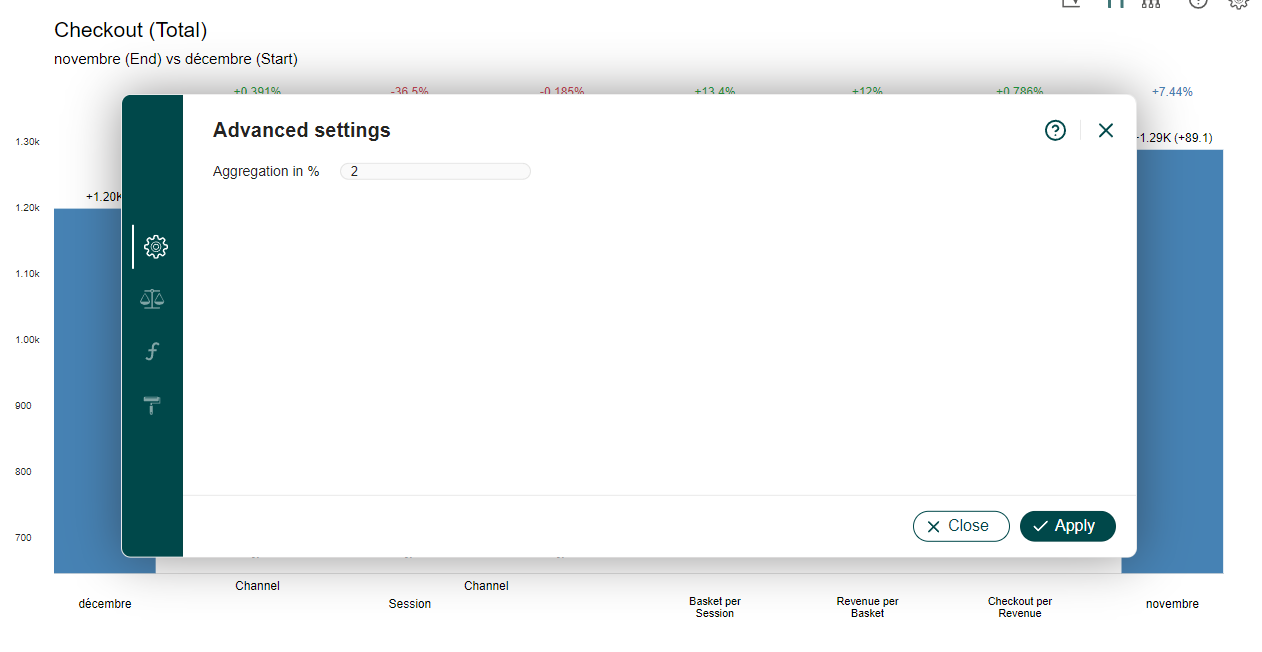 Checkout (Total)
novembre (End) vs décembre (Start)
+0.391%
-36.5%
-0.185%
+13.4%
+12%
+0.786%
+7.44%
Advanced settings
Aggregation in %
2
1.30k
1.20k
1.10k
1.00k
900
800
700
+1.20K
+1.29K (+89.1)
Close
Apply
Channel
Channel
décembre
Session
Basket per
Session
Revenue per
Basket
Checkout per
Revenue
novembre